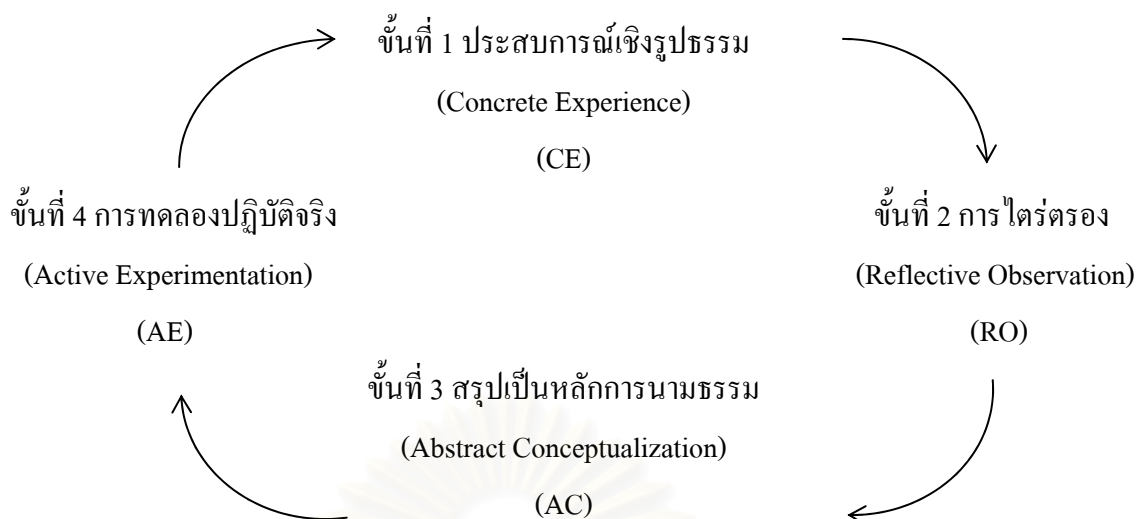 ขั้นที่ 1 ประสบการณ์เชิงรูปธรรม
(Concrete Experience)
(CE)
ขั้นที่ 2 การไตร่ตรอง
(Reflective Observation)
(RO)
ขั้นที่ 3 สรุปเป็นหลักการนามธรรม
(Abstract Conceptualization)
(AC)
ขั้นที่ 4 การทดลองปฏิบัติจริง
(Active Experimentation)
(AE)